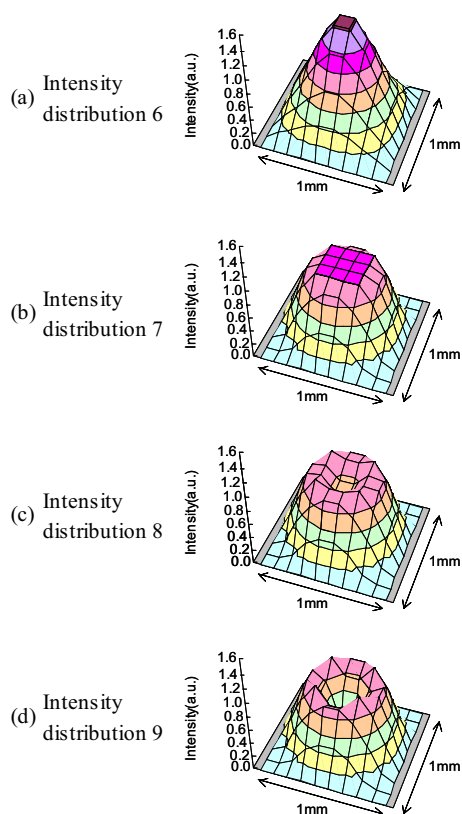 (a) Intensity
distribution 6
Intensity(a.u.)
1.6
1.4
1.2
1.0
0.8
0.6
0.4
0.2
0.0
1mm
1mm
(b) Intensity
distribution 7
Intensity(a.u.)
1.6
1.4
1.2
1.0
0.8
0.6
0.4
0.2
0.0
1mm
1mm
(c) Intensity
distribution 8
Intensity(a.u.)
1.6
1.4
1.2
1.0
0.8
0.6
0.4
0.2
0.0
1mm
1mm
(d) Intensity
distribution 9
Intensity(a.u.)
1.6
1.4
1.2
1.0
0.8
0.6
0.4
0.2
0.0
1mm
1mm